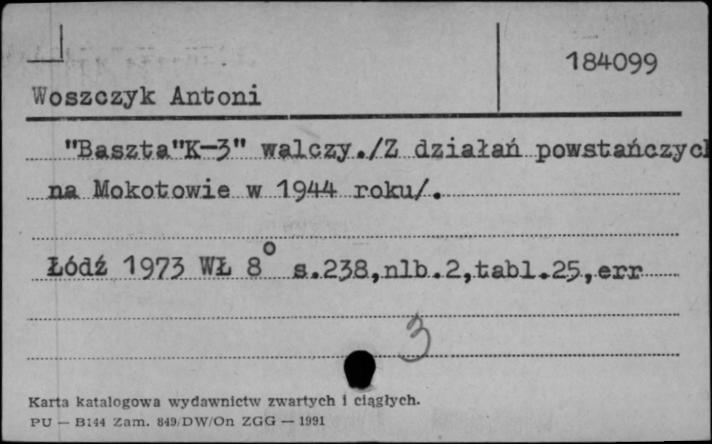 184099
Woszczyk Antoni
"Baszta"K-3" walczy./Z działań powstańczyc
na Mokotowie w 1944 roku/.
Łódź 1973 WŁ 8° s.238,nlb.2,tabl.25,err
3
Karta katalogowa wydawnictw zwartych i ciągłych.
PU — B144 Zam. 849/DW/On ZGG — 1991